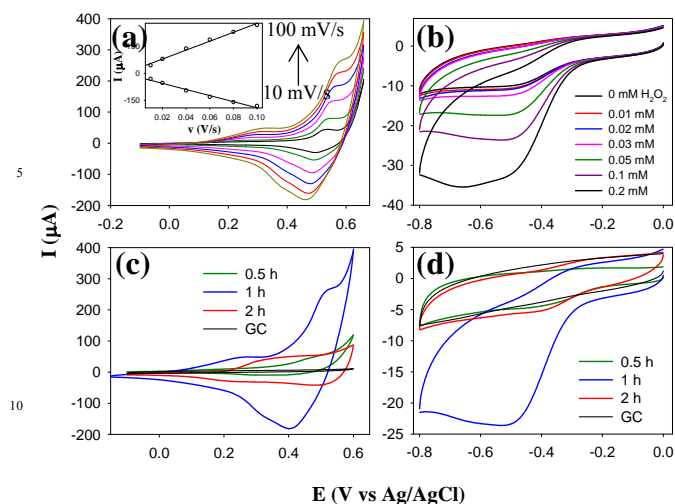 400
300
200
100
0
-100
-200
-0.2
0.0
0.2
0.4
0.6
(a)
I (µA)
150
0
-150
0.02
0.04
0.06
0.08
0.10
v (V/s)
100 mV/s
10 mV/s
(b)
0
-10
-20
-30
-40
-0.8
-0.6
-0.4
-0.2
-0.0
0 mM H₂O₂
0.01 mM
0.02 mM
0.03 mM
0.05 mM
0.1 mM
0.2 mM
5
I (µA)
(c)
400
300
200
100
0
-100
-200
0.0
0.2
0.4
0.6
0.5 h
1 h
2 h
GC
(d)
5
0
-5
-10
-15
-20
-25
-0.8
-0.6
-0.4
-0.2
-0.0
0.5 h
1 h
2 h
GC
10
E (V vs Ag/AgCl)